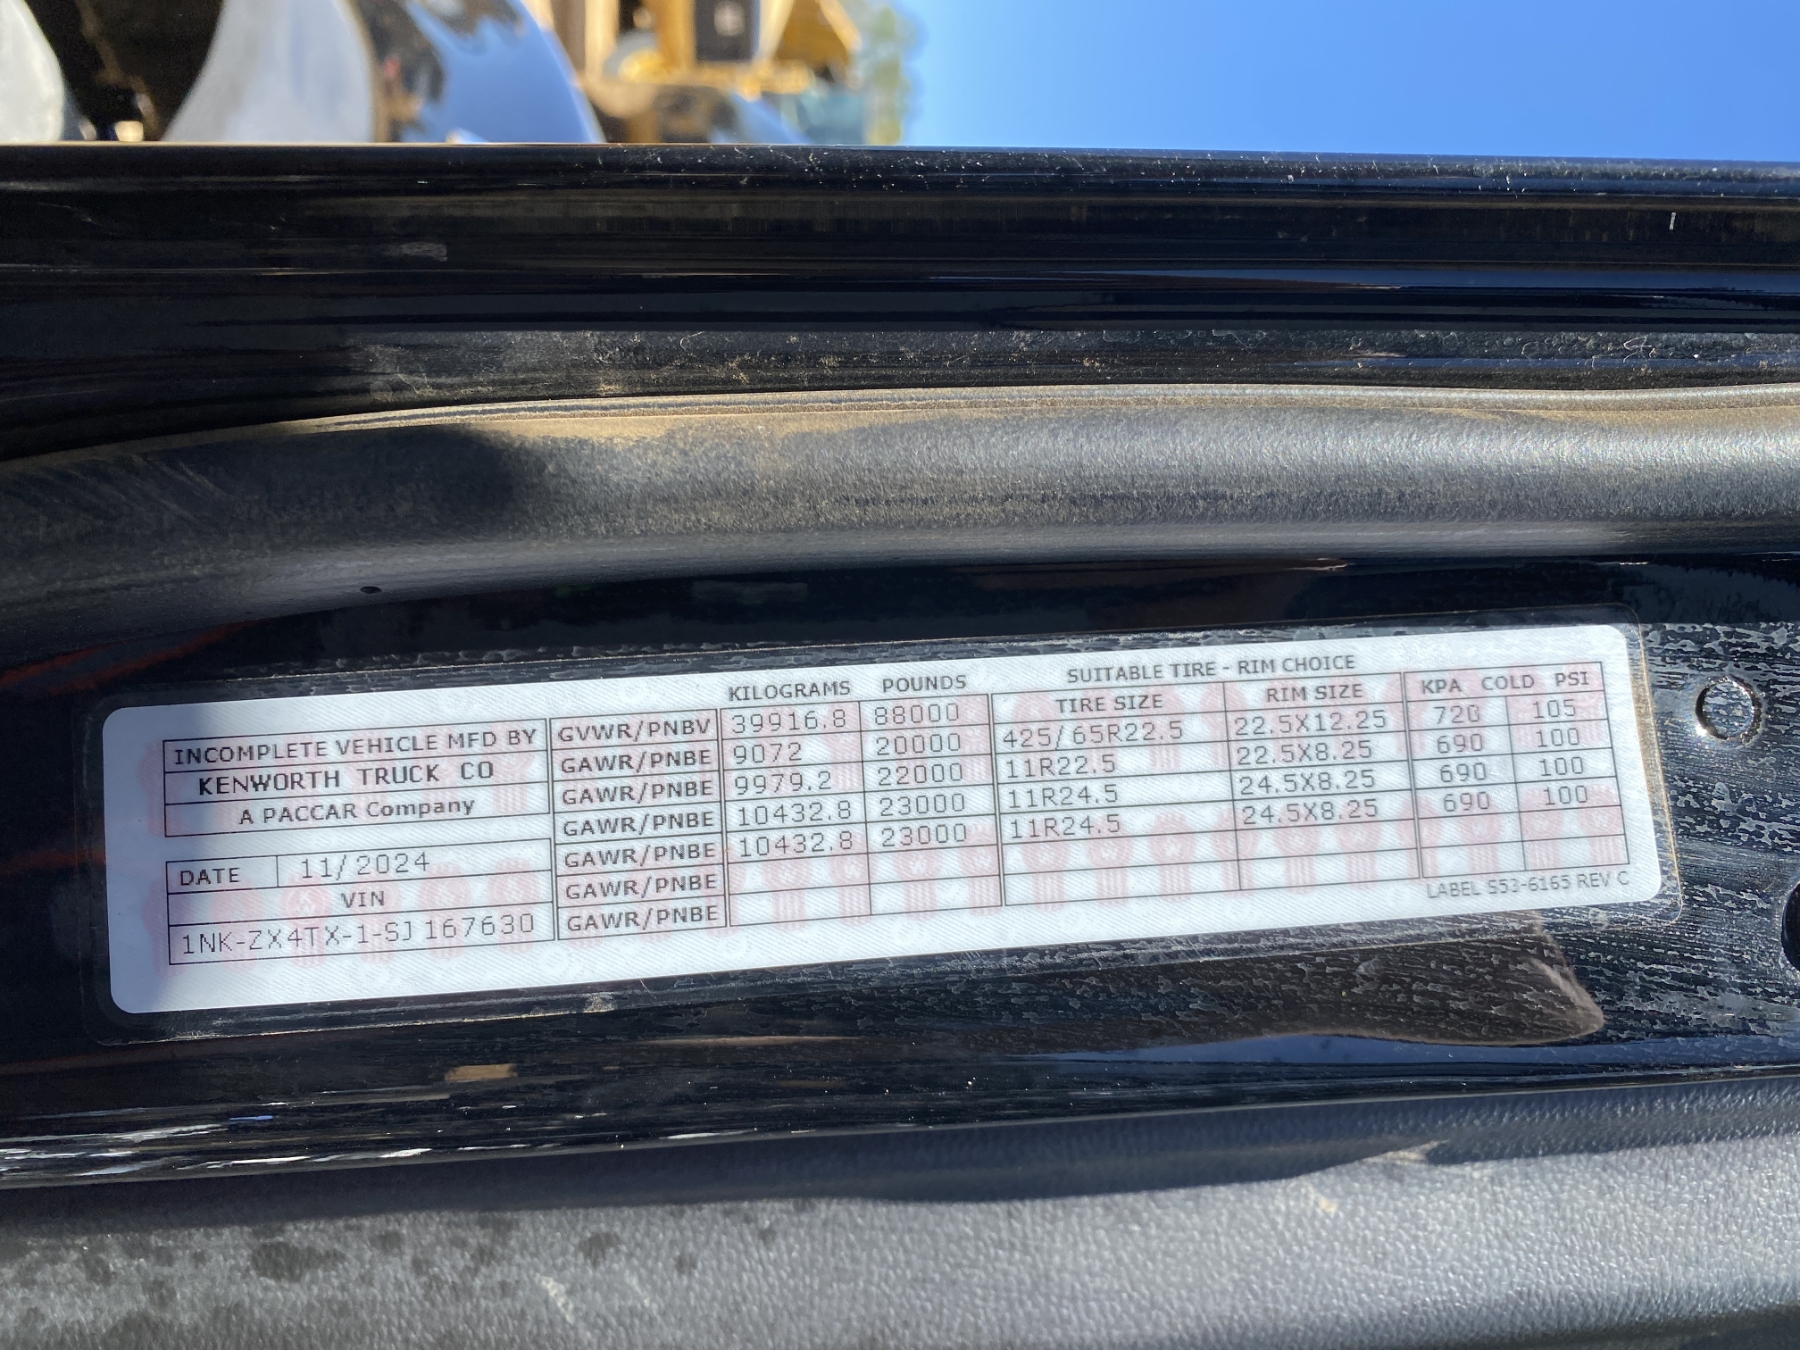 INCOMPLETE VEHICLE MFD BY
KENWORTH TRUCK CO
A PACCAR Company
DATE 11/2024
VIN
1NK-ZX4TX-1-SJ167630
KILOGRAMS POUNDS
SUITABLE TIRE - RIM CHOICE
TIRE SIZE RIM SIZE KPA COLD PSI
GVWR/PNBV 39916.8 88000
GAWR/PNBE 9072 20000 425/65R22.5 22.5X12.25 720 105
GAWR/PNBE 9979.2 22000 11R22.5 22.5X8.25 690 100
GAWR/PNBE 10432.8 23000 11R24.5 24.5X8.25 690 100
GAWR/PNBE 10432.8 23000 11R24.5 24.5X8.25 690 100
GAWR/PNBE
GAWR/PNBE
LABEL S53-6165 REV C